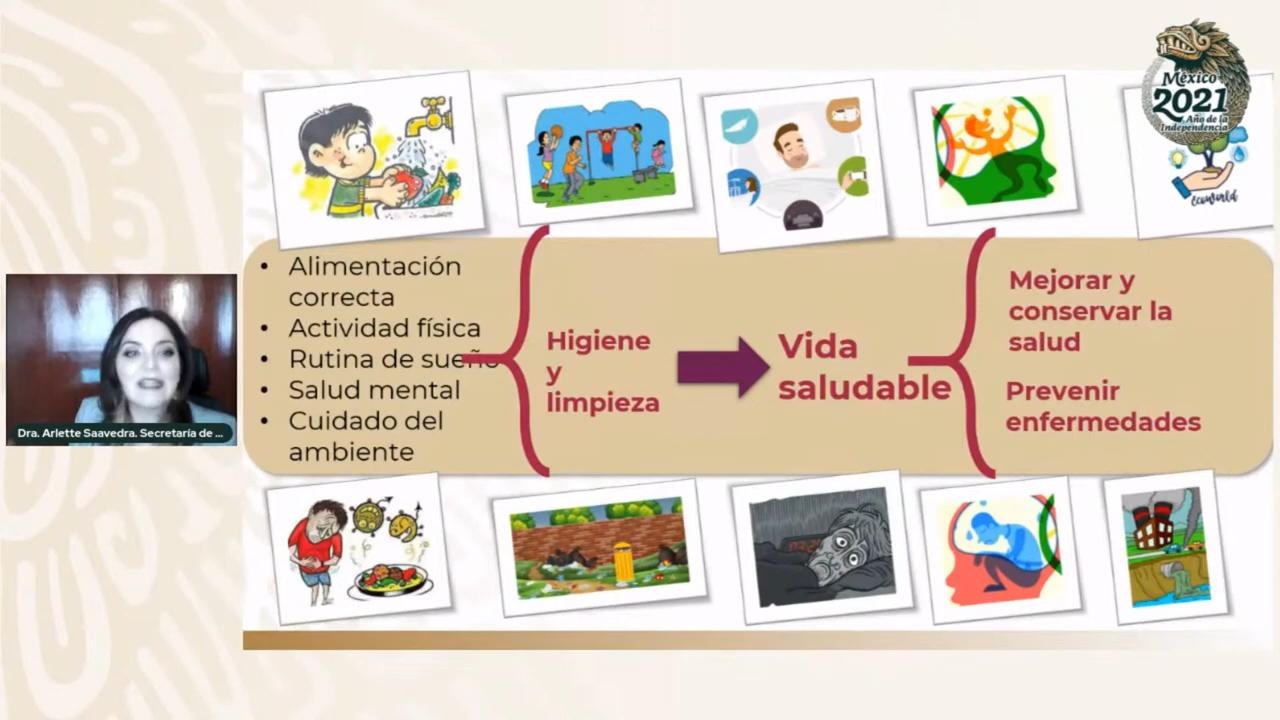 México
2021
Año de la
Independencia
EcoWorld
• Alimentación
correcta
• Actividad física
• Rutina de sueño
• Salud mental
• Cuidado del
ambiente
Higiene
y
limpieza
Vida
saludable
Mejorar y
conservar la
salud
Prevenir
enfermedades
Dra. Arlette Saavedra. Secretaría de ...